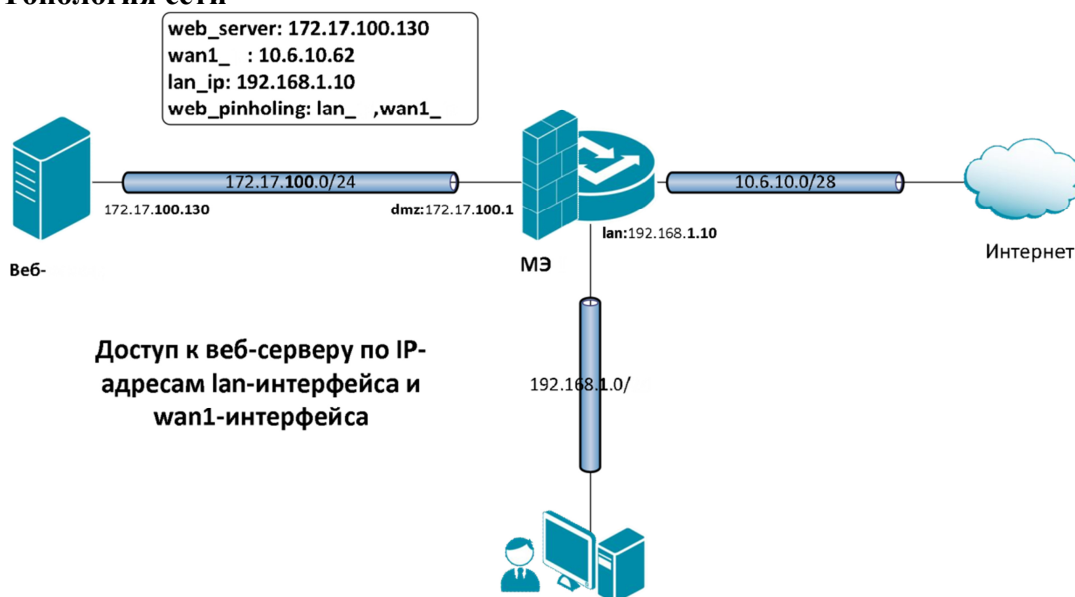 web_server: 172.17.100.130
wan1_ : 10.6.10.62
lan_ip: 192.168.1.10
web_pinholing: lan_ ,wan1_
172.17.100.0/24
10.6.10.0/28
172.17.100.130
dmz:172.17.100.1
lan:192.168.1.10
Веб-
МЭ
Интернет
Доступ к веб-серверу по IP-
адресам lan-интерфейса и
wan1-интерфейса
192.168.1.0/